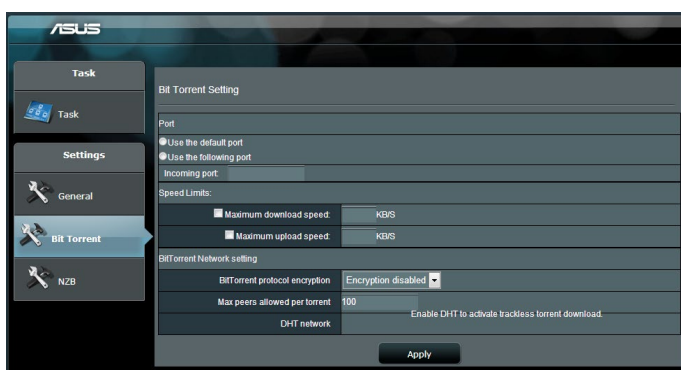 ASUS
Task
Task
Settings
General
Bit Torrent
NZB
Bit Torrent Setting
Port
Use the default port
Use the following port
Incoming port:
Speed Limits:
Maximum download speed: KB/S
Maximum upload speed: KB/S
BitTorrent Network setting
BitTorrent protocol encryption Encryption disabled
Max peers allowed per torrent 100
DHT network Enable DHT to activate trackless torrent download.
Apply